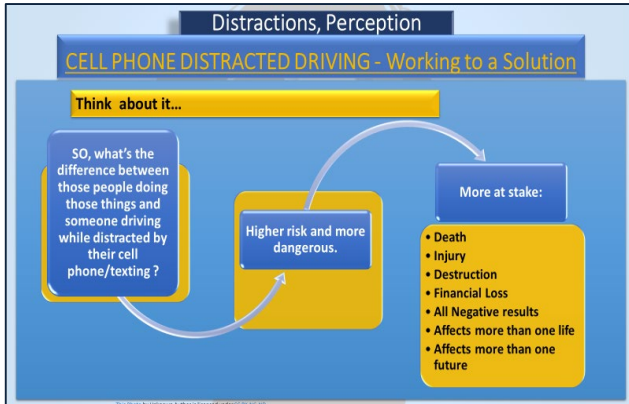 Distractions, Perception
CELL PHONE DISTRACTED DRIVING - Working to a Solution
Think about it...
SO, what's the
difference between
those people doing
those things and
someone driving
while distracted by
their cell
phone/texting ?
Higher risk and more
dangerous.
More at stake:
• Death
• Injury
• Destruction
• Financial Loss
• All Negative results
• Affects more than one life
• Affects more than one
future